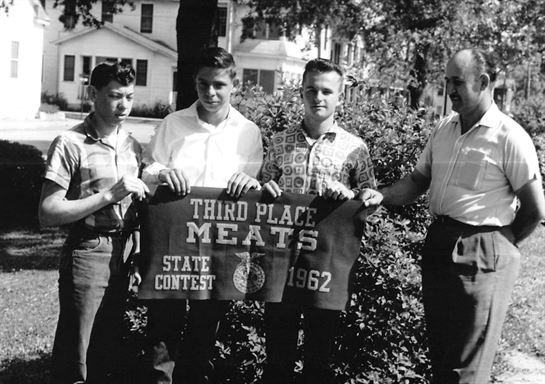 THIRD PLACE
MEATS
STATE CONTEST 1962